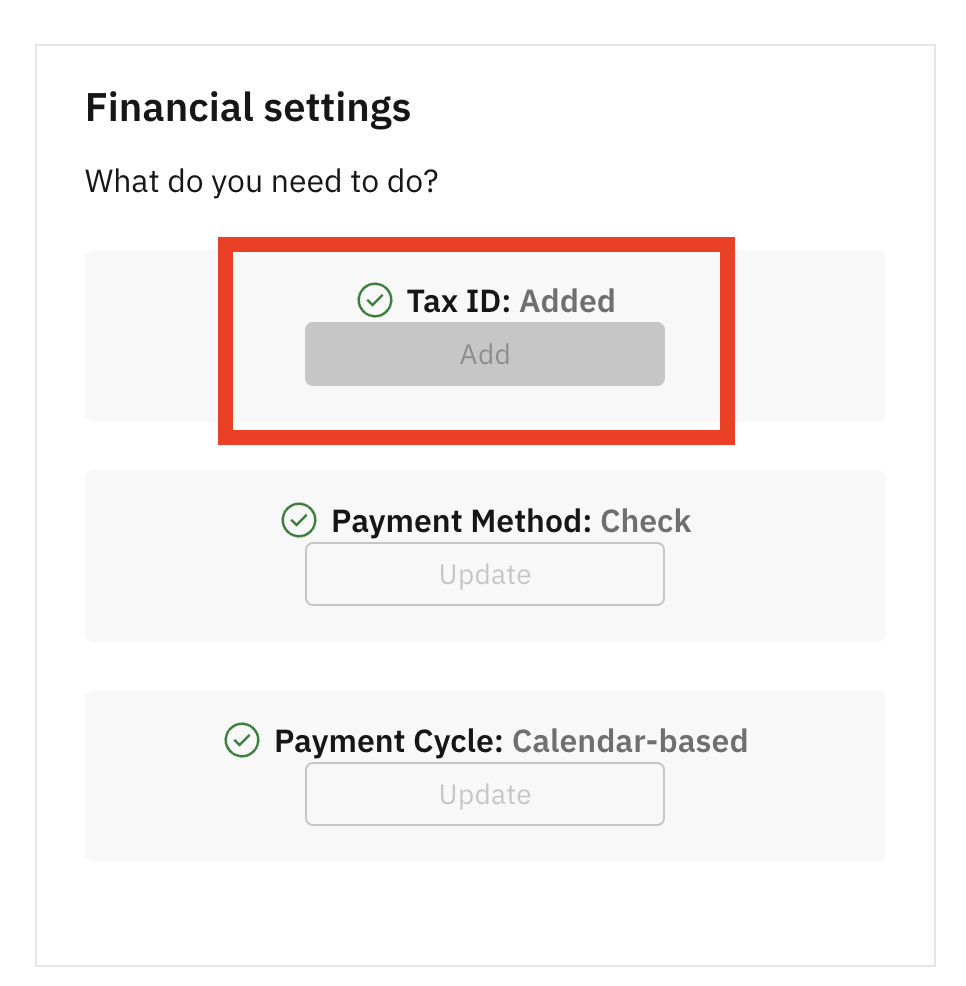 Financial settings
What do you need to do?
Tax ID: Added
Add
Payment Method: Check
Update
Payment Cycle: Calendar-based
Update